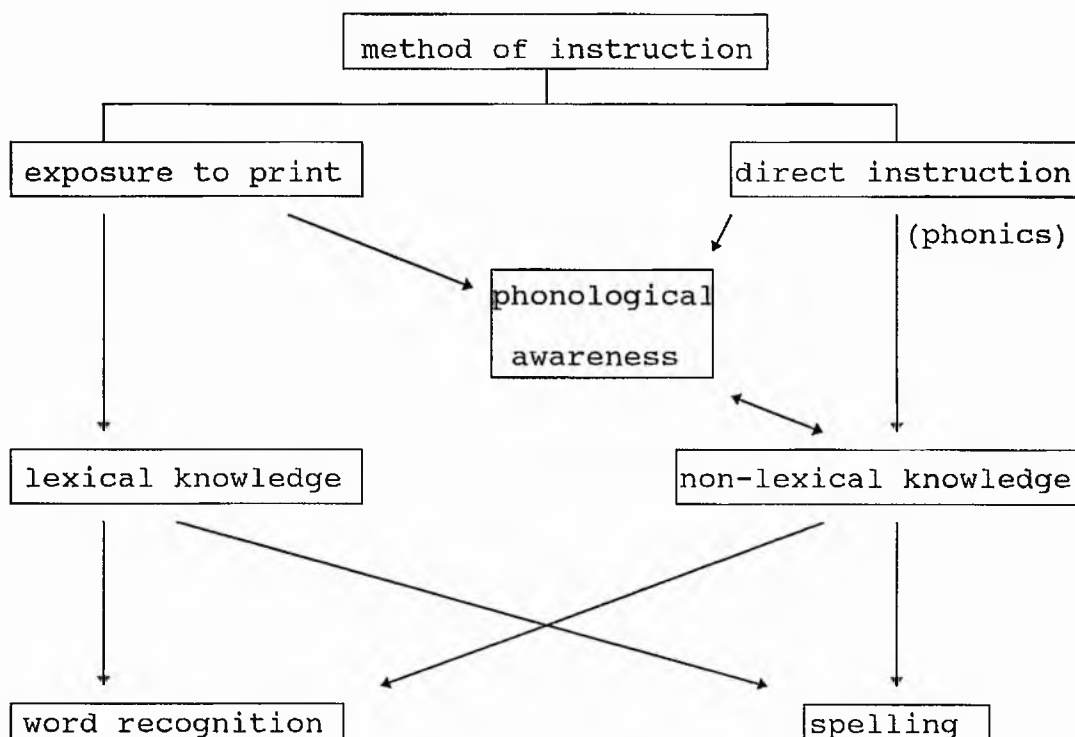 method of instruction
exposure to print
direct instruction
(phonics)
phonological
awareness
lexical knowledge
non-lexical knowledge
word recognition
spelling